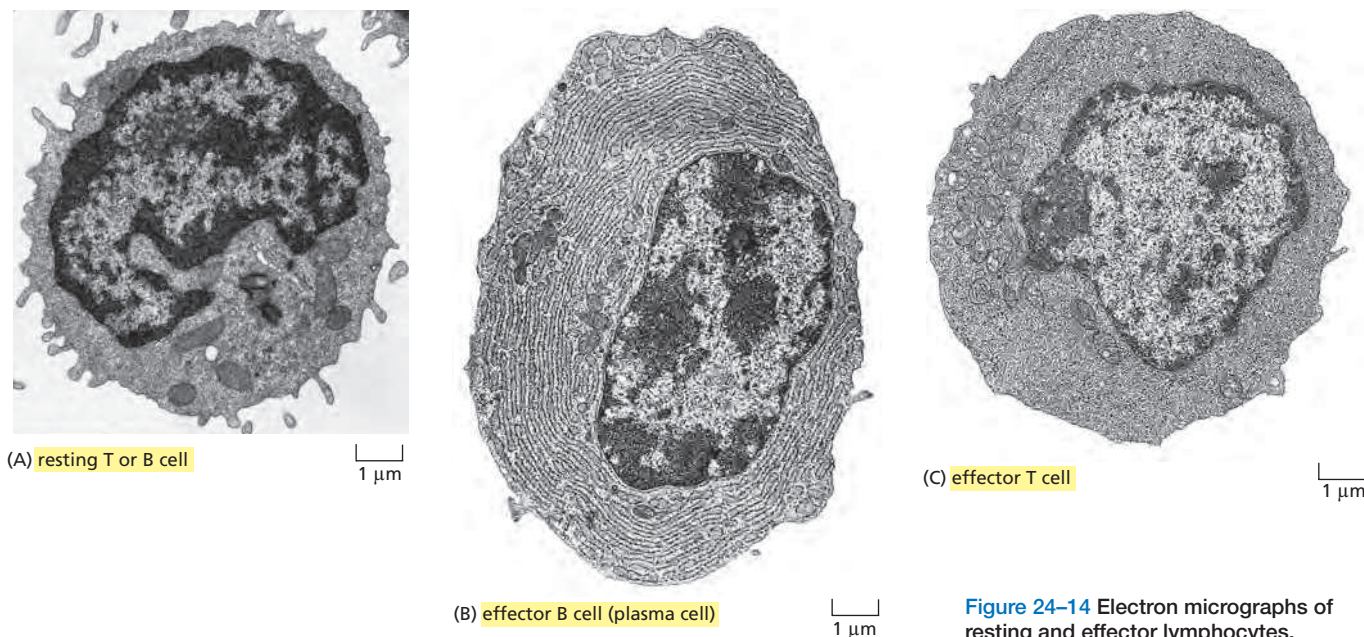 (A) resting T or B cell
1 μm
(B) effector B cell (plasma cell)
1 μm
(C) effector T cell
1 μm
Figure 24–14 Electron micrographs of
resting and effector lymphocytes.